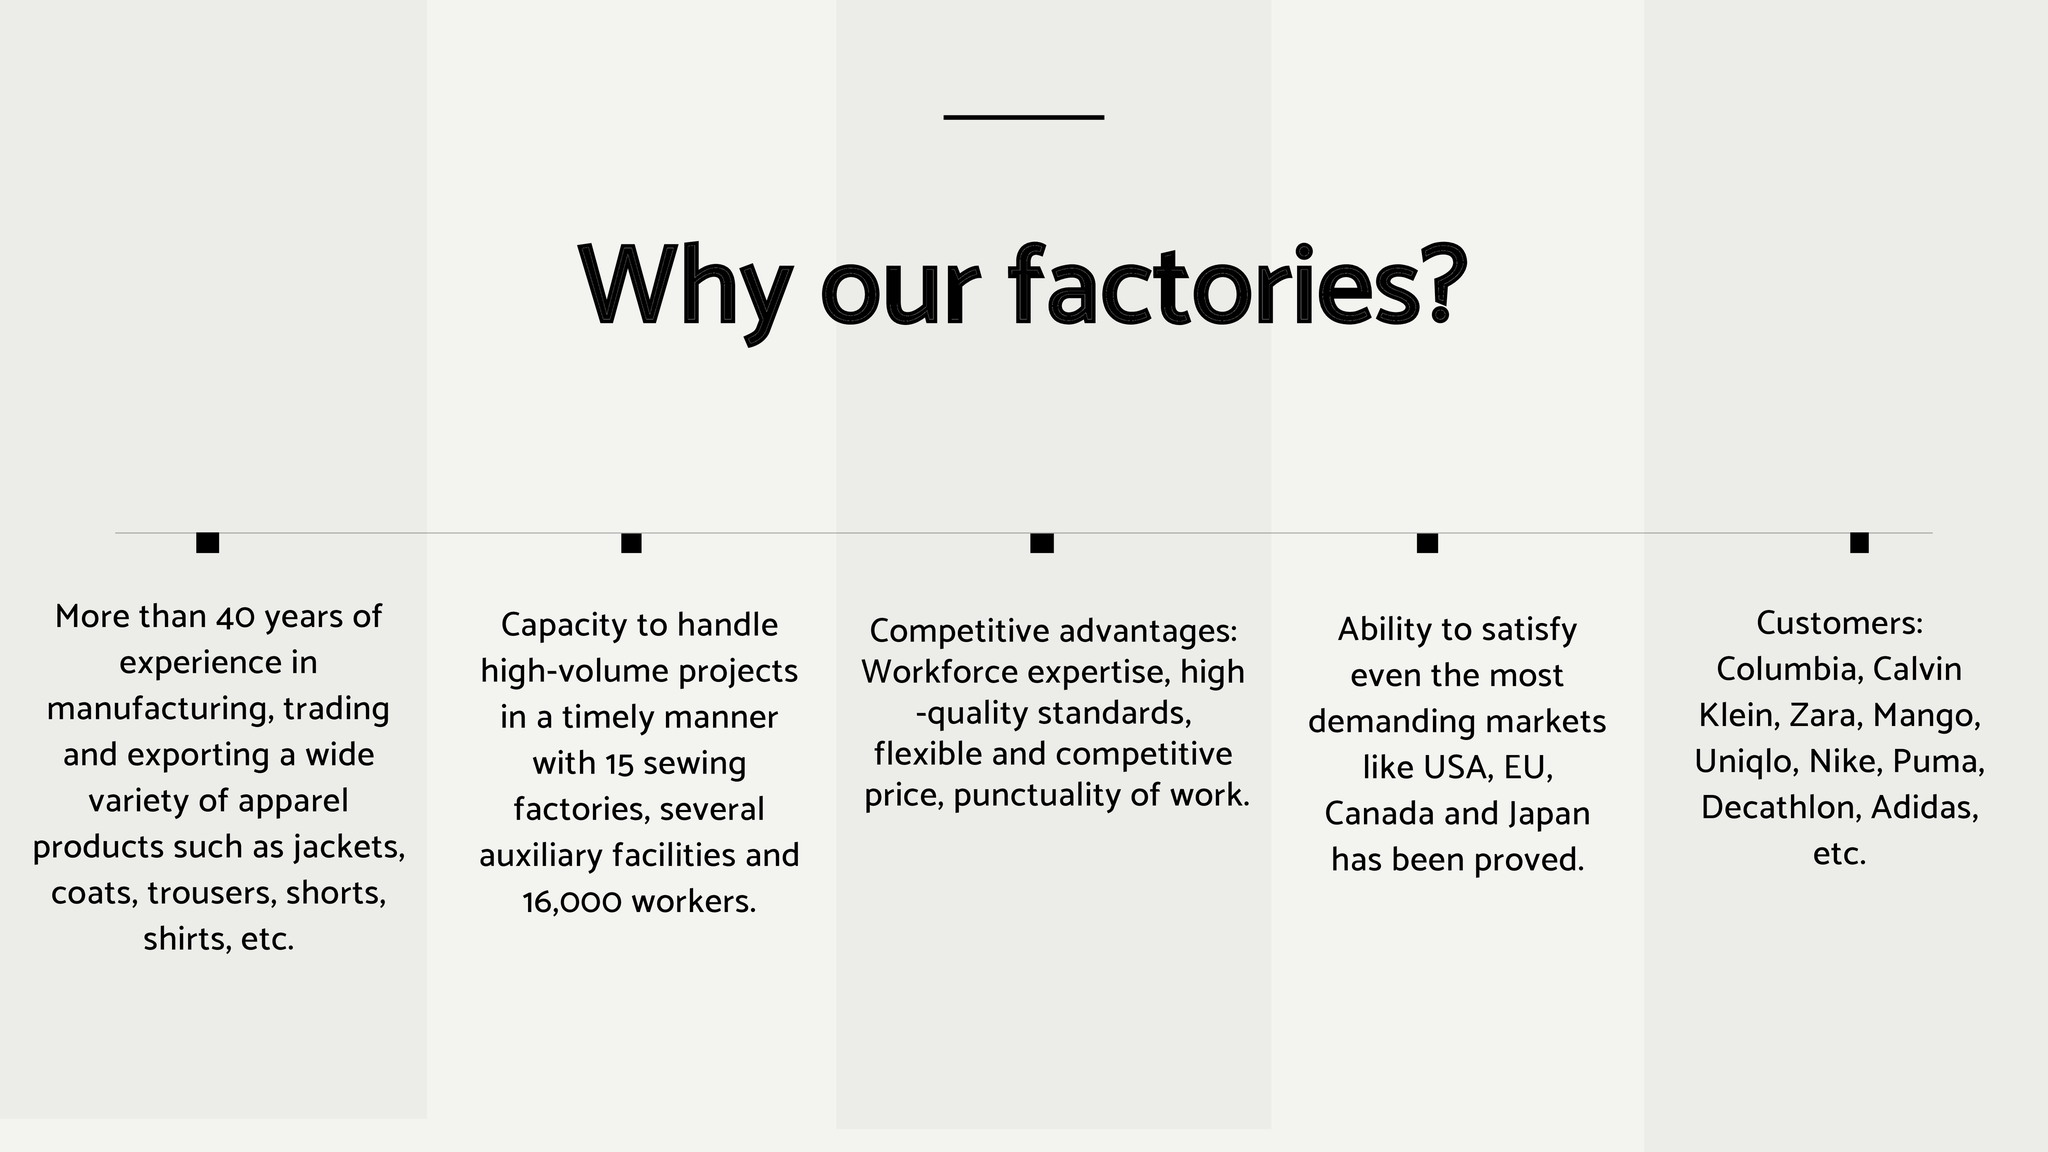 Why our factories?
More than 40 years of
experience in
manufacturing, trading
and exporting a wide
variety of apparel
products such as jackets,
coats, trousers, shorts,
shirts, etc.
Capacity to handle
high-volume projects
in a timely manner
with 15 sewing
factories, several
auxiliary facilities and
16,000 workers.
Competitive advantages:
Workforce expertise, high
-quality standards,
flexible and competitive
price, punctuality of work.
Ability to satisfy
even the most
demanding markets
like USA, EU,
Canada and Japan
has been proved.
Customers:
Columbia, Calvin
Klein, Zara, Mango,
Uniqlo, Nike, Puma,
Decathlon, Adidas,
etc.